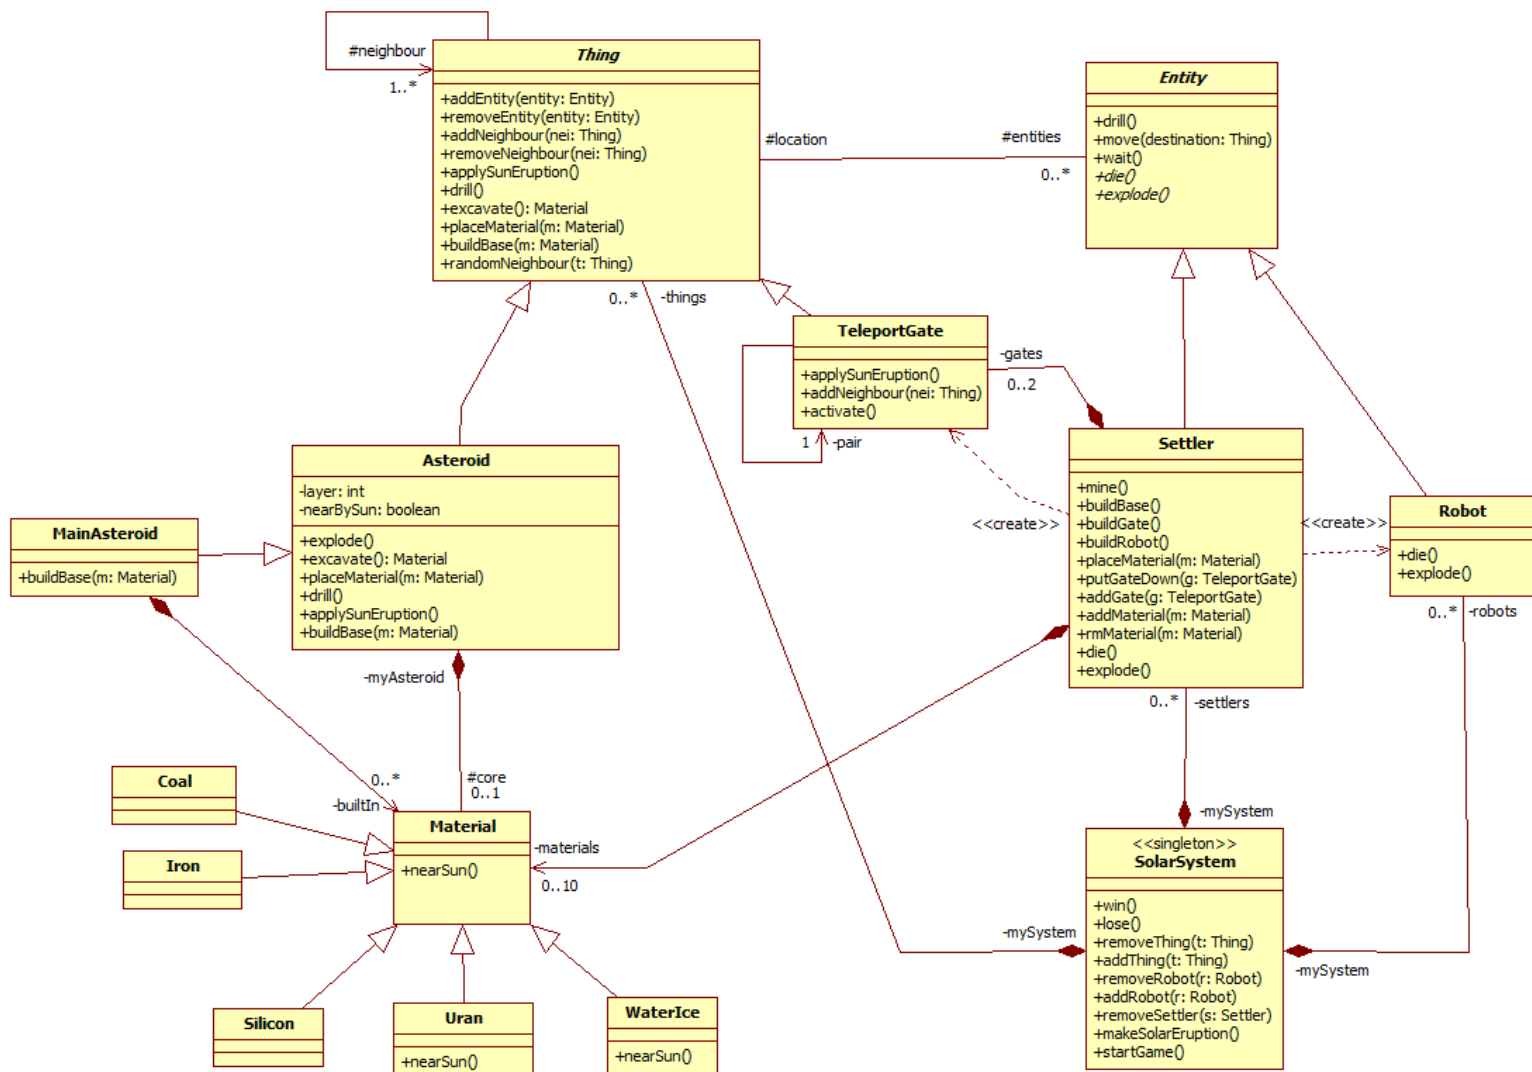 #neighbour
1..*
Thing
+addEntity(entity: Entity)
+removeEntity(entity: Entity)
+addNeighbour(nei: Thing)
+removeNeighbour(nei: Thing)
+applySunEruption()
+drill()
+excavate(): Material
+placeMaterial(m: Material)
+buildBase(m: Material)
+randomNeighbour(t: Thing)
#location
#entities
0..*
Entity
+drill()
+move(destination: Thing)
+wait()
+die()
+explode()
0..*
-things
TeleportGate
+applySunEruption()
+addNeighbour(nei: Thing)
+activate()
1
-pair
-gates
0..2
<<create>>
Settler
+mine()
+buildBase()
+buildGate()
+buildRobot()
+placeMaterial(m: Material)
+putGateDown(g: TeleportGate)
+addGate(g: TeleportGate)
+addMaterial(m: Material)
+rmMaterial(m: Material)
+die()
+explode()
<<create>>
Robot
+die()
+explode()
0..*
-robots
Asteroid
-layer: int
-nearBySun: boolean
+explode()
+excavate(): Material
+placeMaterial(m: Material)
+drill()
+applySunEruption()
+buildBase(m: Material)
MainAsteroid
+buildBase(m: Material)
-myAsteroid
0..*
-settlers
0..*
-builtIn
#core
0..1
Coal
Iron
Material
+nearSun()
-materials
0..10
Silicon
Uran
+nearSun()
WaterIce
+nearSun()
-mySystem
-mySystem
-mySystem
<<singleton>>
SolarSystem
+win()
+lose()
+removeThing(t: Thing)
+addThing(t: Thing)
+removeRobot(r: Robot)
+addRobot(r: Robot)
+removeSettler(s: Settler)
+makeSolarEruption()
+startGame()